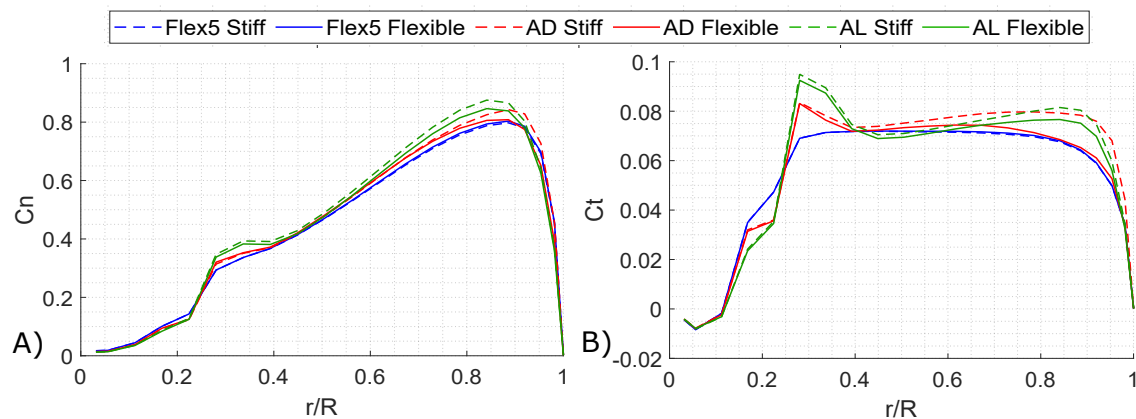 Flex5 Stiff Flex5 Flexible AD Stiff AD Flexible AL Stiff AL Flexible
1
0.8
0.6
0.4
0.2
0
Cn
A)
0 0.2 0.4 0.6 0.8 1
r/R
0.1
0.08
0.06
0.04
0.02
0
-0.02
Ct
B)
0 0.2 0.4 0.6 0.8 1
r/R